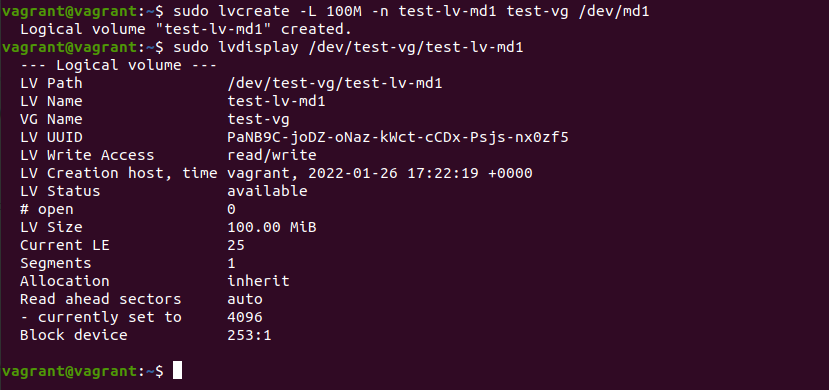 vagrant@vagrant:~$ sudo lvcreate -L 100M -n test-lv-md1 test-vg /dev/md1
  Logical volume "test-lv-md1" created.
vagrant@vagrant:~$ sudo lvdisplay /dev/test-vg/test-lv-md1
  --- Logical volume ---
  LV Path                /dev/test-vg/test-lv-md1
  LV Name                test-lv-md1
  VG Name                test-vg
  LV UUID                PaNB9C-joDZ-oNaz-kWct-cCDx-Psjs-nx0zf5
  LV Write Access        read/write
  LV Creation host, time vagrant, 2022-01-26 17:22:19 +0000
  LV Status              available
  # open                 0
  LV Size                100.00 MiB
  Current LE             25
  Segments               1
  Allocation             inherit
  Read ahead sectors     auto
  - currently set to     4096
  Block device           253:1
vagrant@vagrant:~$